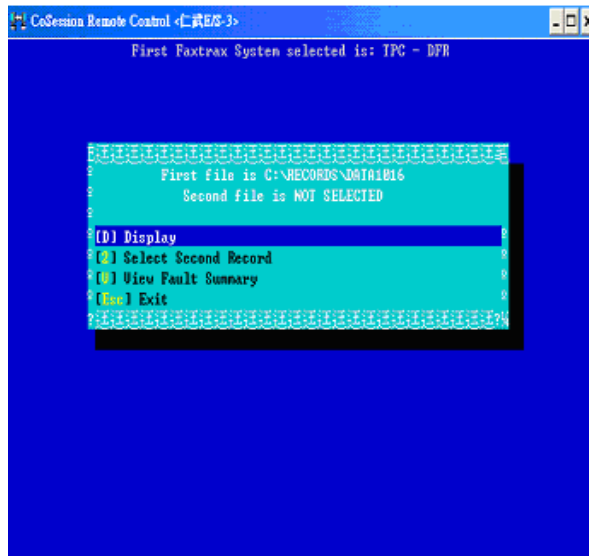 CoSession Remote Control <仁武E/S-3>
First Faxtrax System selected is: TPC - DFR
First file is C:\RECORDS\DATA1016
Second file is NOT SELECTED
[D] Display
[2] Select Second Record
[V] View Fault Summary
[Esc] Exit